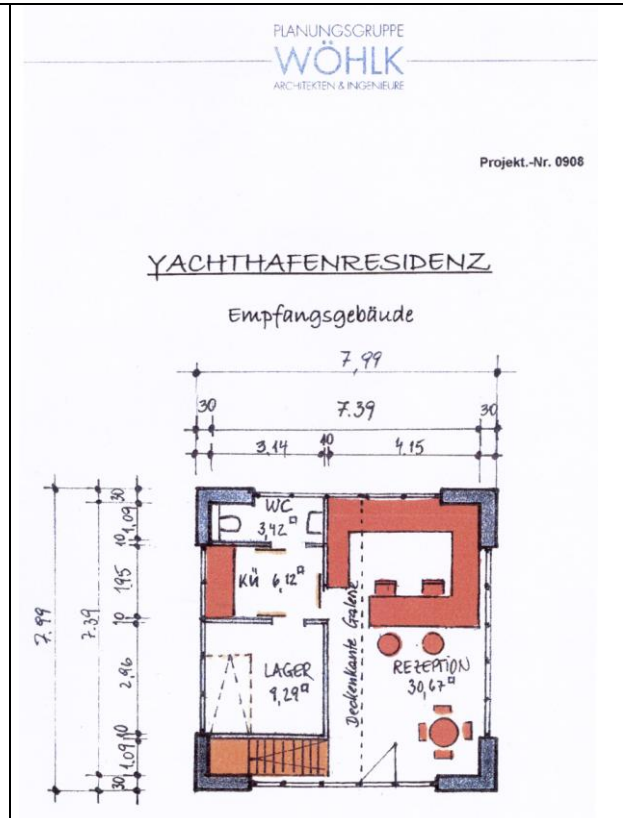 PLANUNGSGRUPPE
WÖHLK
ARCHITEKTEN & INGENIEURE
Projekt.-Nr. 0908
YACHTHAFENRESIDENZ
Empfangsgebäude
7,99
30 7.39 30
3.14 10 4.15
7.99
7.39
30 1.09 10 1.95 10 2,96 10 1.09 30
WC
3,42
KÜ 6,12
Deckenkante Galerie
LAGER
9,29
REZEPTION
30,67